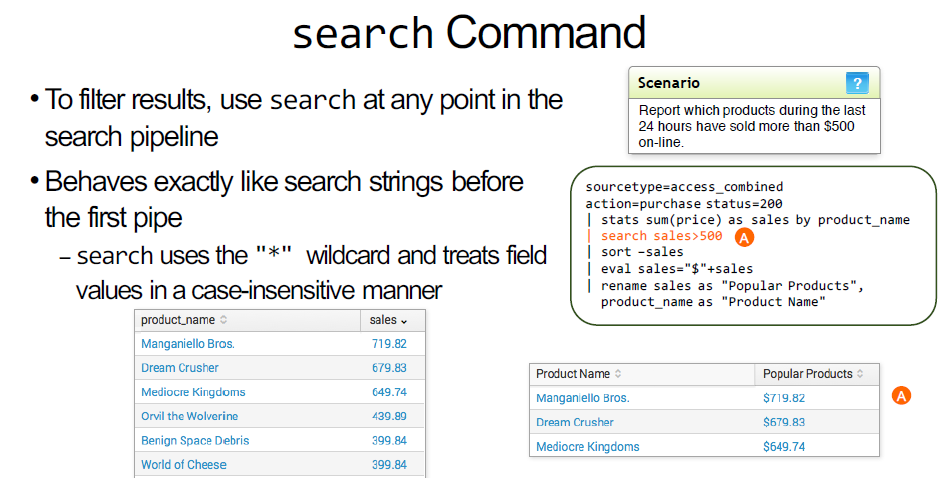 search Command
• To filter results, use search at any point in the
search pipeline
• Behaves exactly like search strings before
the first pipe
– search uses the "*" wildcard and treats field
values in a case-insensitive manner
Scenario ?
Report which products during the last
24 hours have sold more than $500
on-line.
sourcetype=access_combined
action=purchase status=200
| stats sum(price) as sales by product_name
| search sales>500 A
| sort –sales
| eval sales="$"+sales
| rename sales as "Popular Products",
product_name as "Product Name"
product_name sales
Manganiello Bros. 719.82
Dream Crusher 679.83
Mediocre Kingdoms 649.74
Orvil the Wolverine 439.89
Benign Space Debris 399.84
World of Cheese 399.84
Product Name Popular Products
Manganiello Bros. $719.82
Dream Crusher $679.83
Mediocre Kingdoms $649.74
A